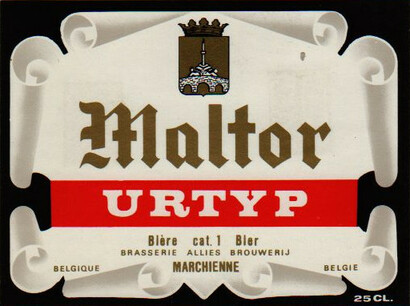 Maltor
URTYP
Bière cat. 1 Bier
BRASSERIE ALLIES BROUWERIJ
BELGIQUE MARCHIENNE BELGIE
25 CL.